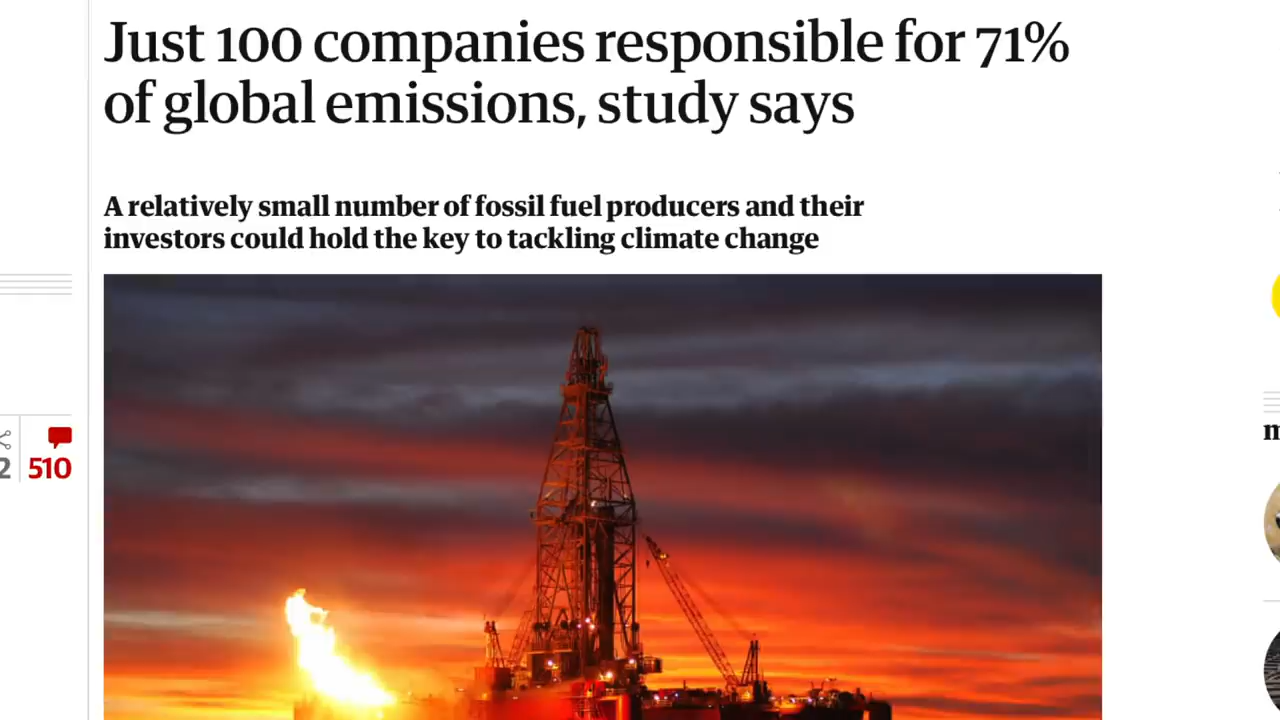 Just 100 companies responsible for 71%
of global emissions, study says
A relatively small number of fossil fuel producers and their
investors could hold the key to tackling climate change
2
510
m